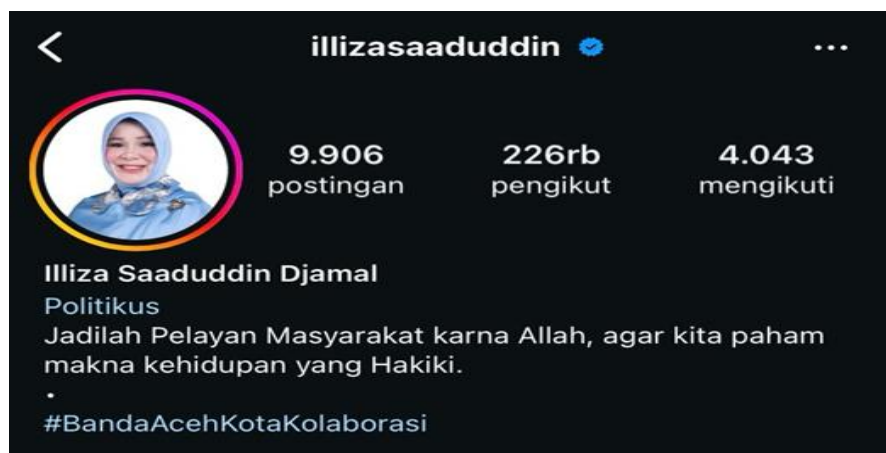 illizasaaduddin
9.906
postingan
226rb
pengikut
4.043
mengikuti
Illiza Saaduddin Djamal
Politikus
Jadilah Pelayan Masyarakat karna Allah, agar kita paham
makna kehidupan yang Hakiki.
.
#BandaAcehKotaKolaborasi